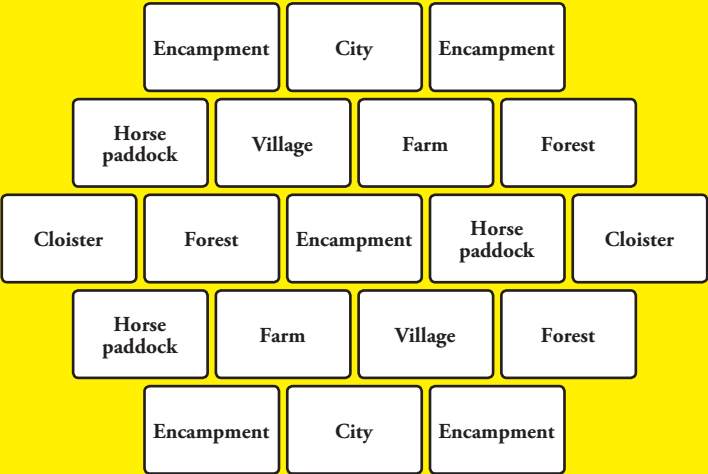 Encampment City Encampment
Horse paddock Village Farm Forest
Cloister Forest Encampment Horse paddock Cloister
Horse paddock Farm Village Forest
Encampment City Encampment